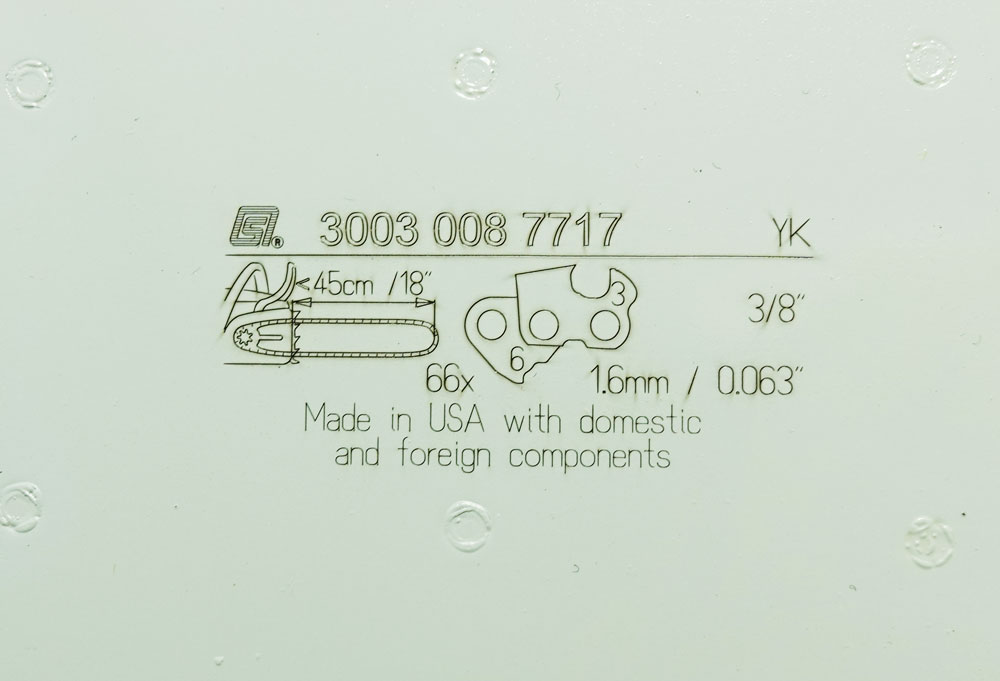 ® 3003 008 7717 YK
45cm /18"
3
3/8"
6
66x 1.6mm / 0.063"
Made in USA with domestic
and foreign components